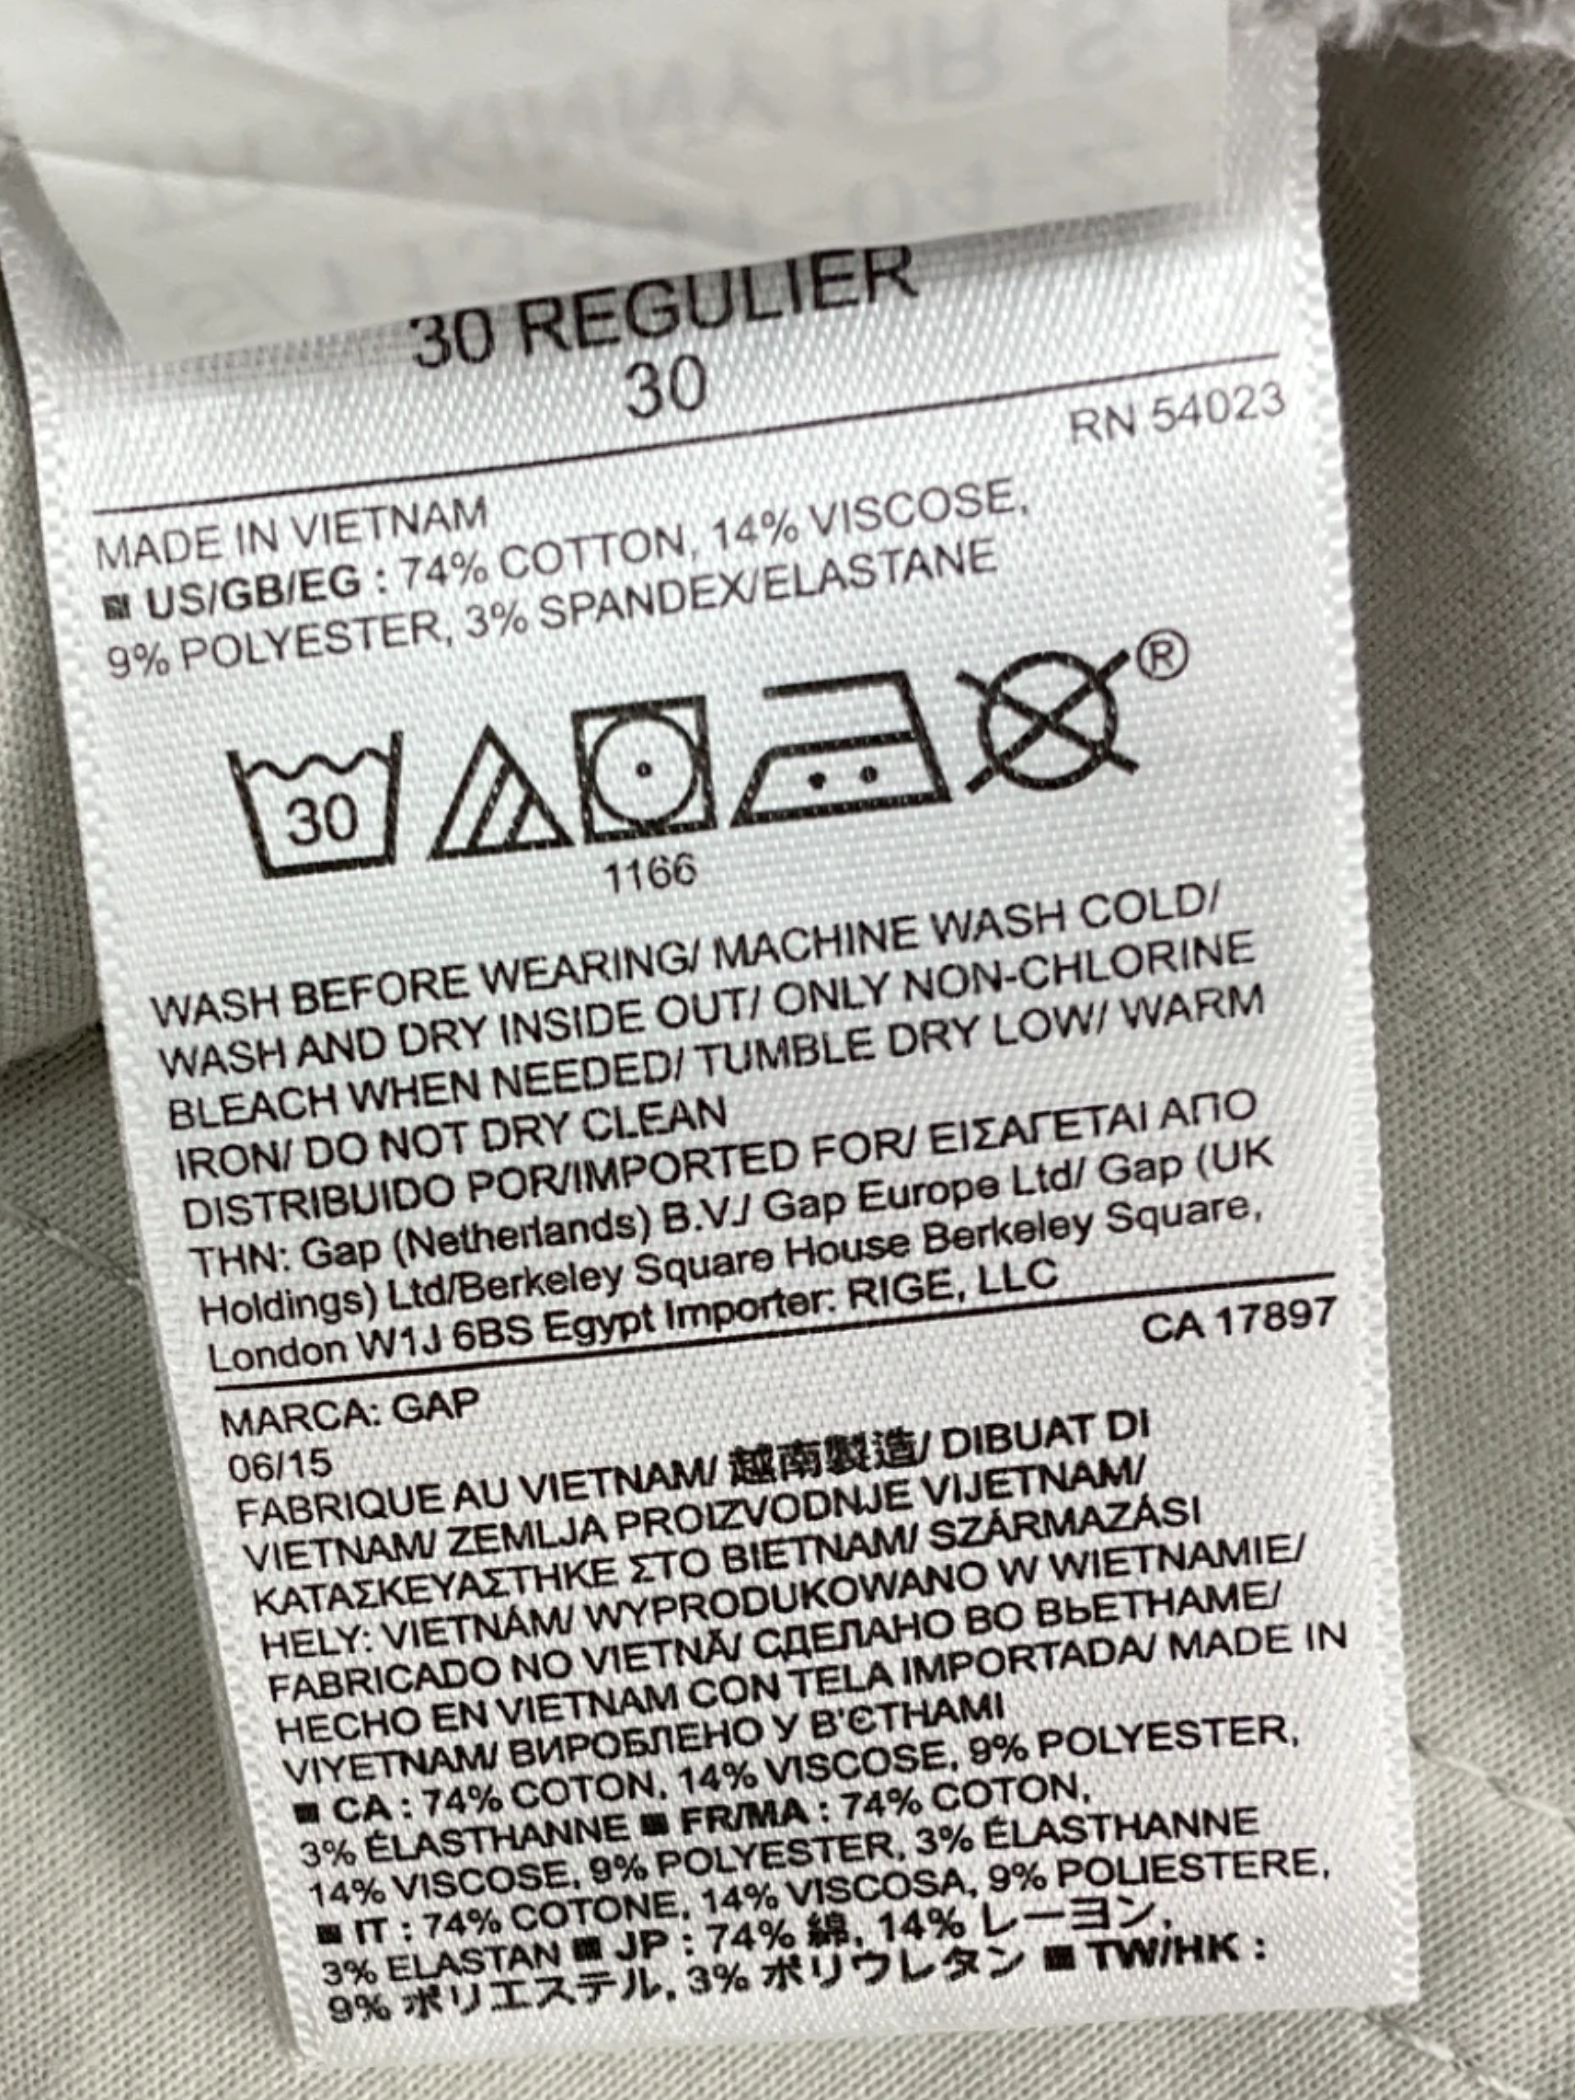 30 REGULIER
30
RN 54023
MADE IN VIETNAM
US/GB/EG : 74% COTTON, 14% VISCOSE,
9% POLYESTER, 3% SPANDEX/ELASTANE
30
®
1166
WASH BEFORE WEARING/ MACHINE WASH COLD/
WASH AND DRY INSIDE OUT/ ONLY NON-CHLORINE
BLEACH WHEN NEEDED/ TUMBLE DRY LOW/ WARM
IRON/ DO NOT DRY CLEAN
DISTRIBUIDO POR/IMPORTED FOR/ ΕΙΣΑΓΕΤΑΙ ΑΠΟ
THN: Gap (Netherlands) B.V./ Gap Europe Ltd/ Gap (UK
Holdings) Ltd/Berkeley Square House Berkeley Square,
London W1J 6BS Egypt Importer: RIGE, LLC
CA 17897
MARCA: GAP
06/15
FABRIQUE AU VIETNAM/ 越南製造/ DIBUAT DI
VIETNAM/ ZEMLJA PROIZVODNJE VIJETNAM/
ΚΑΤΑΣΚΕΥΑΣΤΗΚΕ ΣΤΟ ΒΙΕΤΝΑΜ/ SZÁRMAZÁSI
HELY: VIETNÁM/ WYPRODUKOWANO W WIETNAMIE/
FABRICADO NO VIETNÃ/ СДЕЛАНО ВО ВЬЕТНАМЕ/
HECHO EN VIETNAM CON TELA IMPORTADA/ MADE IN
VIYETNAM/ ВИРОБЛЕНО У В'ЄТНАМІ
CA : 74% COTON, 14% VISCOSE, 9% POLYESTER,
3% ÉLASTHANNE FR/MA : 74% COTON,
14% VISCOSE, 9% POLYESTER, 3% ÉLASTHANNE
IT : 74% COTONE, 14% VISCOSA, 9% POLIESTERE,
3% ELASTAN JP : 74% 綿, 14% レーヨン,
9% ポリエステル, 3% ポリウレタン TW/HK :